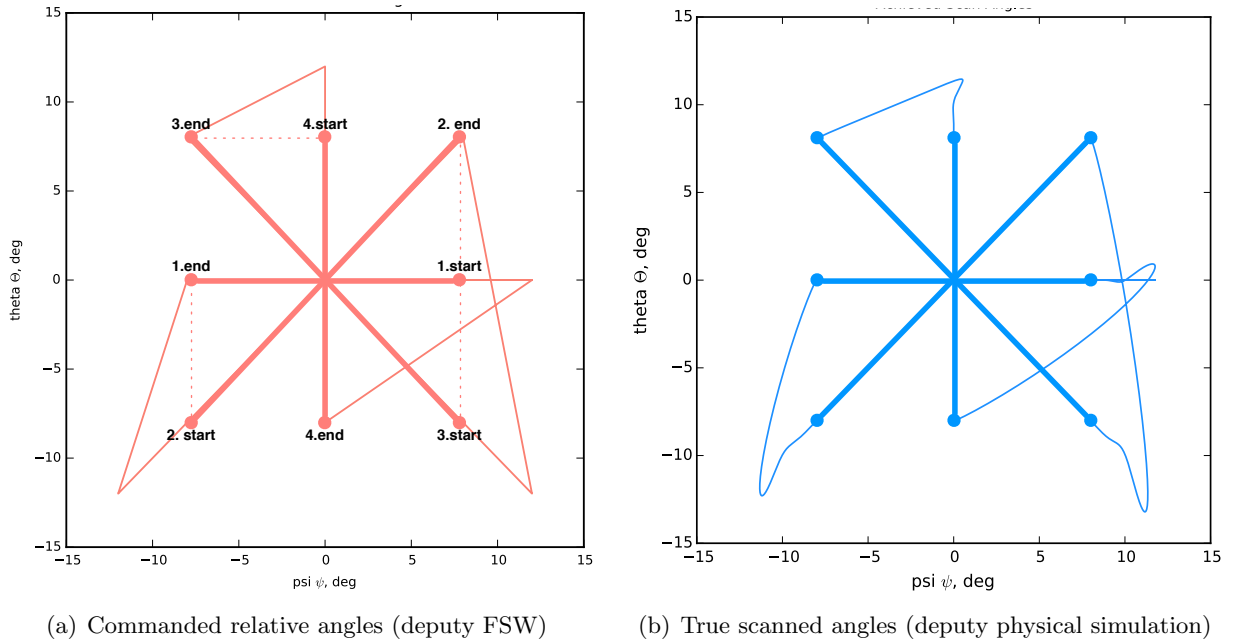 15
10
5
0
−5
−10
−15
theta Θ, deg
3.end
4.start
2. end
1.end
1.start
2. start
4.end
3.start
−15
−10
−5
0
5
10
15
psi ψ, deg
(a) Commanded relative angles (deputy FSW)
15
10
5
0
−5
−10
−15
theta Θ, deg
−15
−10
−5
0
5
10
15
psi ψ, deg
(b) True scanned angles (deputy physical simulation)